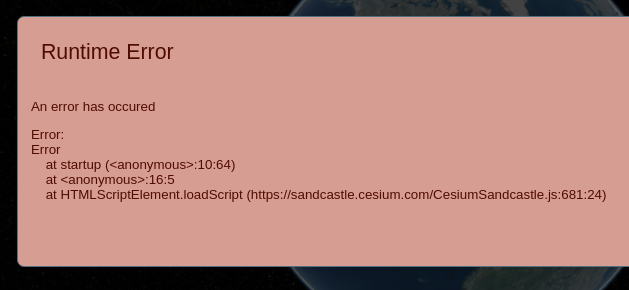 Runtime Error
An error has occured
Error:
Error
at startup (<anonymous>:10:64)
at <anonymous>:16:5
at HTMLScriptElement.loadScript (https://sandcastle.cesium.com/CesiumSandcastle.js:681:24)